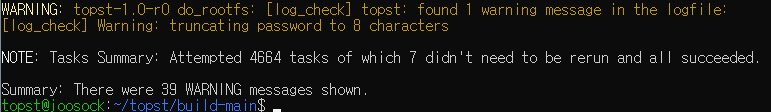 WARNING: topst-1.0-r0 do_rootfs: [log_check] topst: found 1 warning message in the logfile:
[log_check] Warning: truncating password to 8 characters
NOTE: Tasks Summary: Attempted 4664 tasks of which 7 didn't need to be rerun and all succeeded.
Summary: There were 39 WARNING messages shown.
topst@joosock:~/topst/build-main$